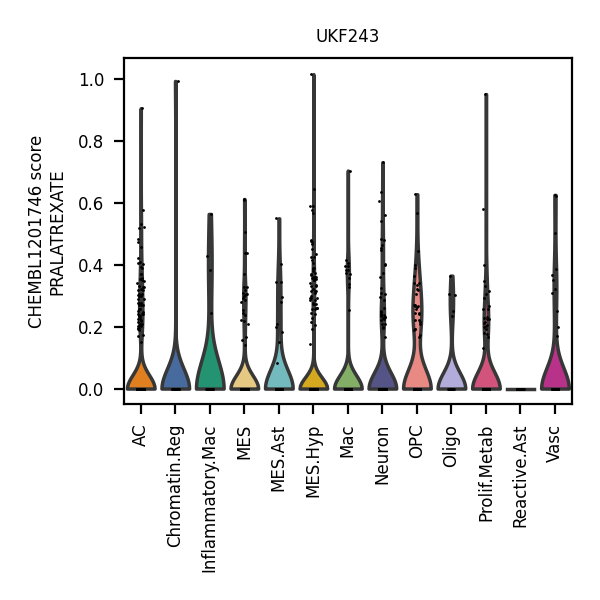 UKF243
CHEMBL1201746 score
PRALATREXATE
1.0
0.8
0.6
0.4
0.2
0.0
AC
Chromatin.Reg
Inflammatory.Mac
MES
MES.Ast
MES.Hyp
Mac
Neuron
OPC
Oligo
Prolif.Metab
Reactive.Ast
Vasc